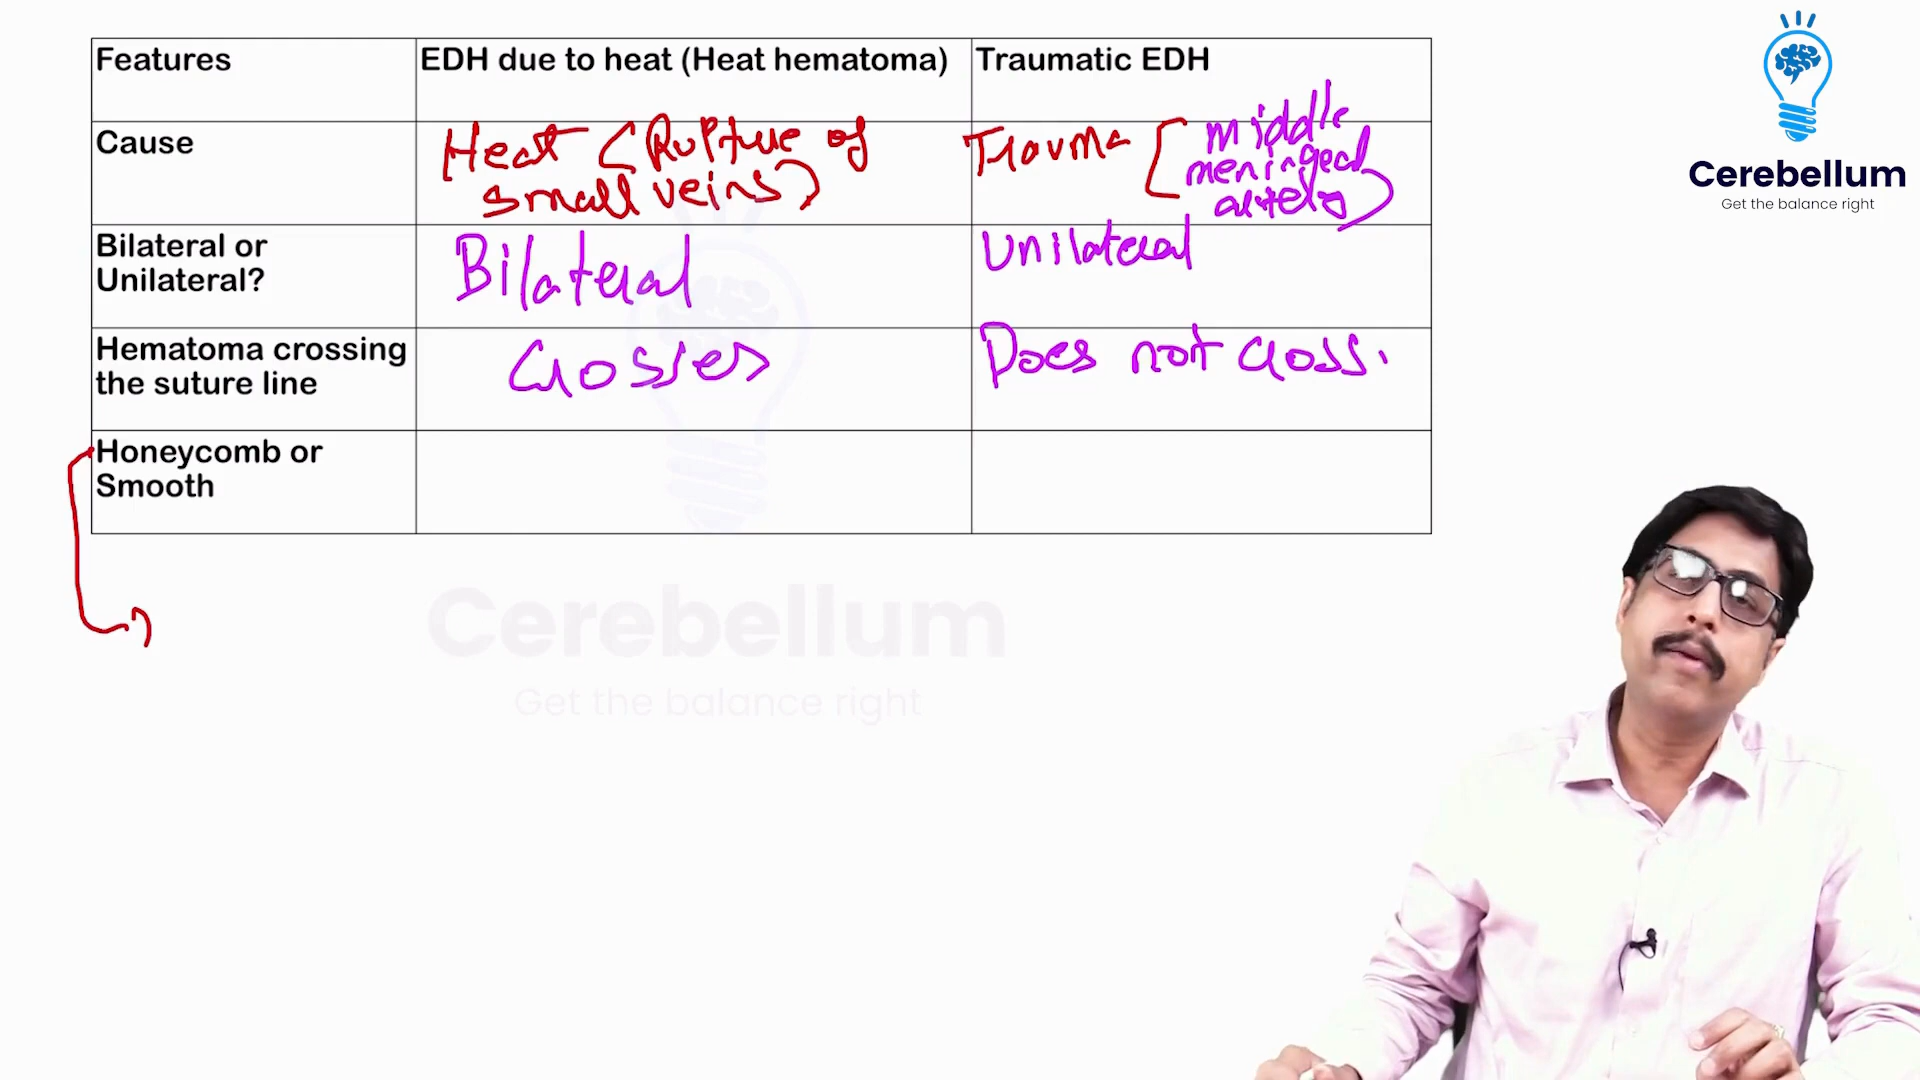 Features
EDH due to heat (Heat hematoma)
Traumatic EDH
Cause
Heat (Rupture of
small veins)
Trauma [middle
meningeal
artery)
Bilateral or
Unilateral?
Bilateral
Unilateral
Hematoma crossing
the suture line
Crosses
Does not cross.
Honeycomb or
Smooth
Cerebellum
Get the balance right
Cerebellum
Get the balance right